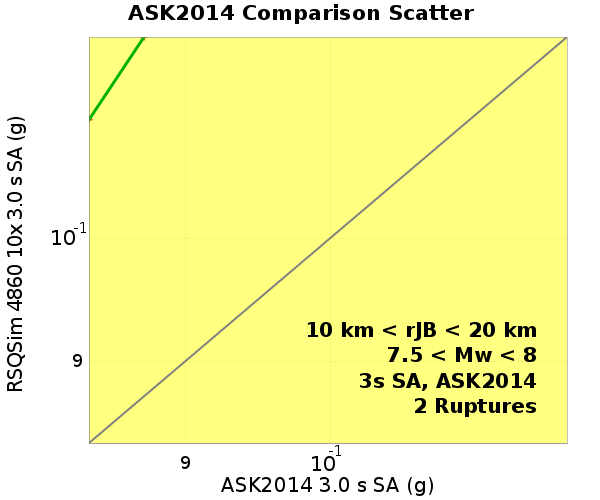 ASK2014 Comparison Scatter
RSQSim 4860 10x 3.0 s SA (g)
10-1
9
10 km < rJB < 20 km
7.5 < Mw < 8
3s SA, ASK2014
2 Ruptures
9
10-1
ASK2014 3.0 s SA (g)